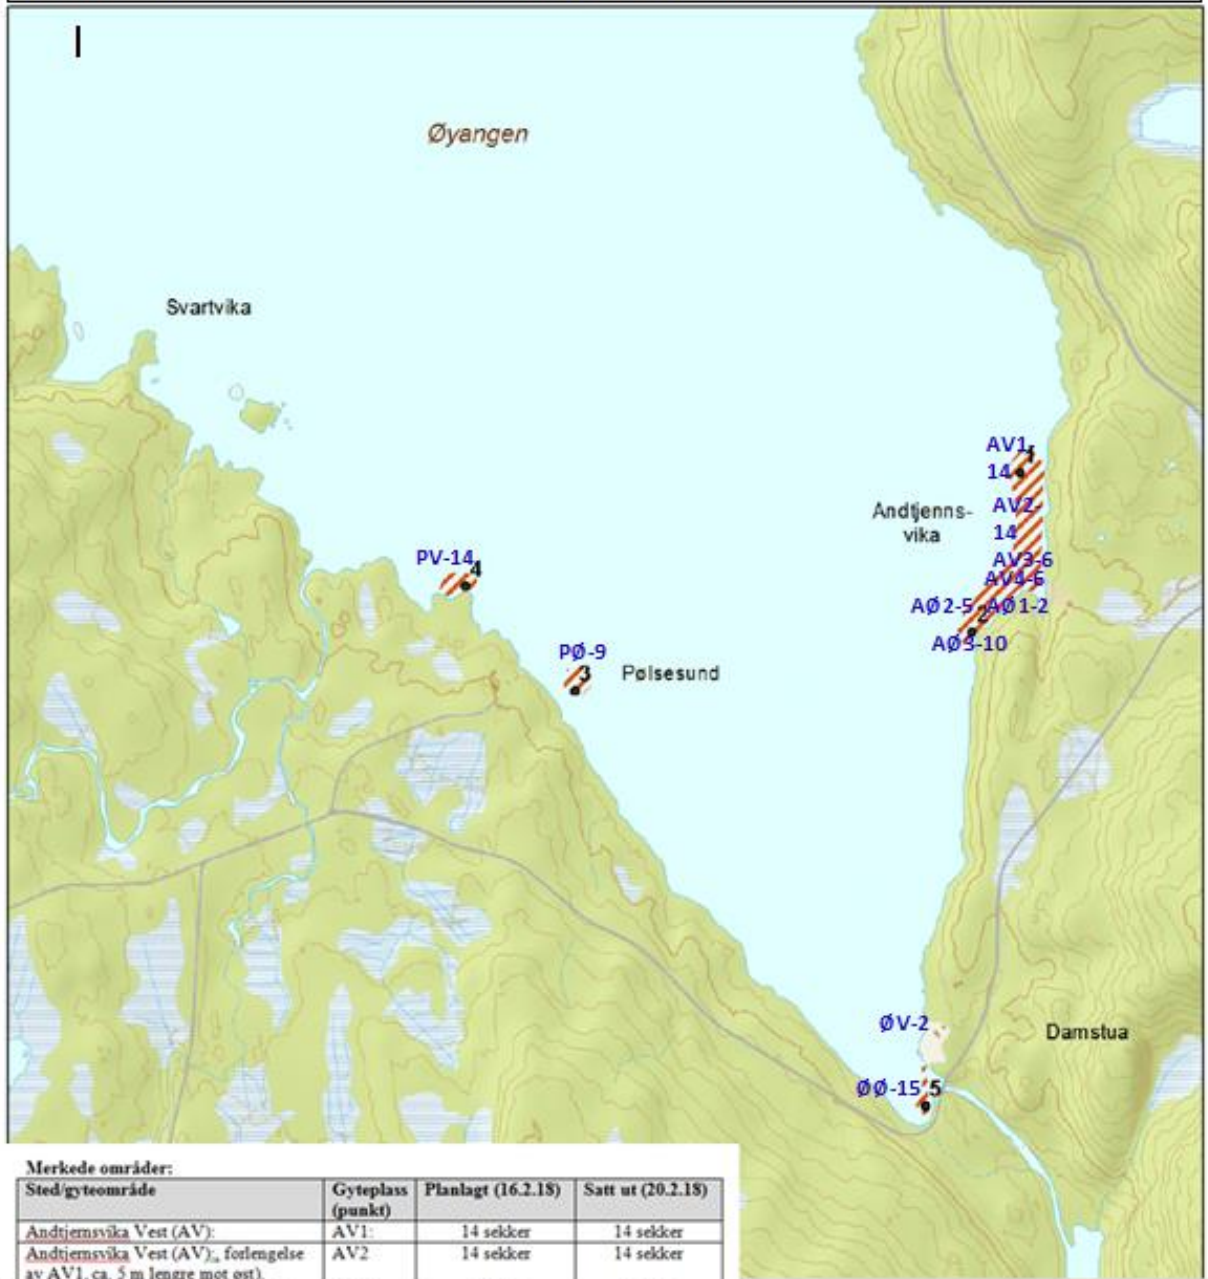 Øyangen
Svartvika
AV1,
1
14
Andtjenns-
vika
AV2-
14
AV3-6
AV4-6
PV-14
4
AØ2-5
AØ1-2
2
AØ3-10
PØ-9
3
Pølsesund
ØV-2
Damstua
ØØ-15
5
Merkede områder:
Sted/gyteområde Gyteplass (punkt) Planlagt (16.2.18) Satt ut (20.2.18)
Andtjernsvika Vest (AV): AV1: 14 sekker 14 sekker
Andtjernsvika Vest (AV):, forlengelse AV2 14 sekker 14 sekker
av AV1, ca. 5 m lengre mot øst).